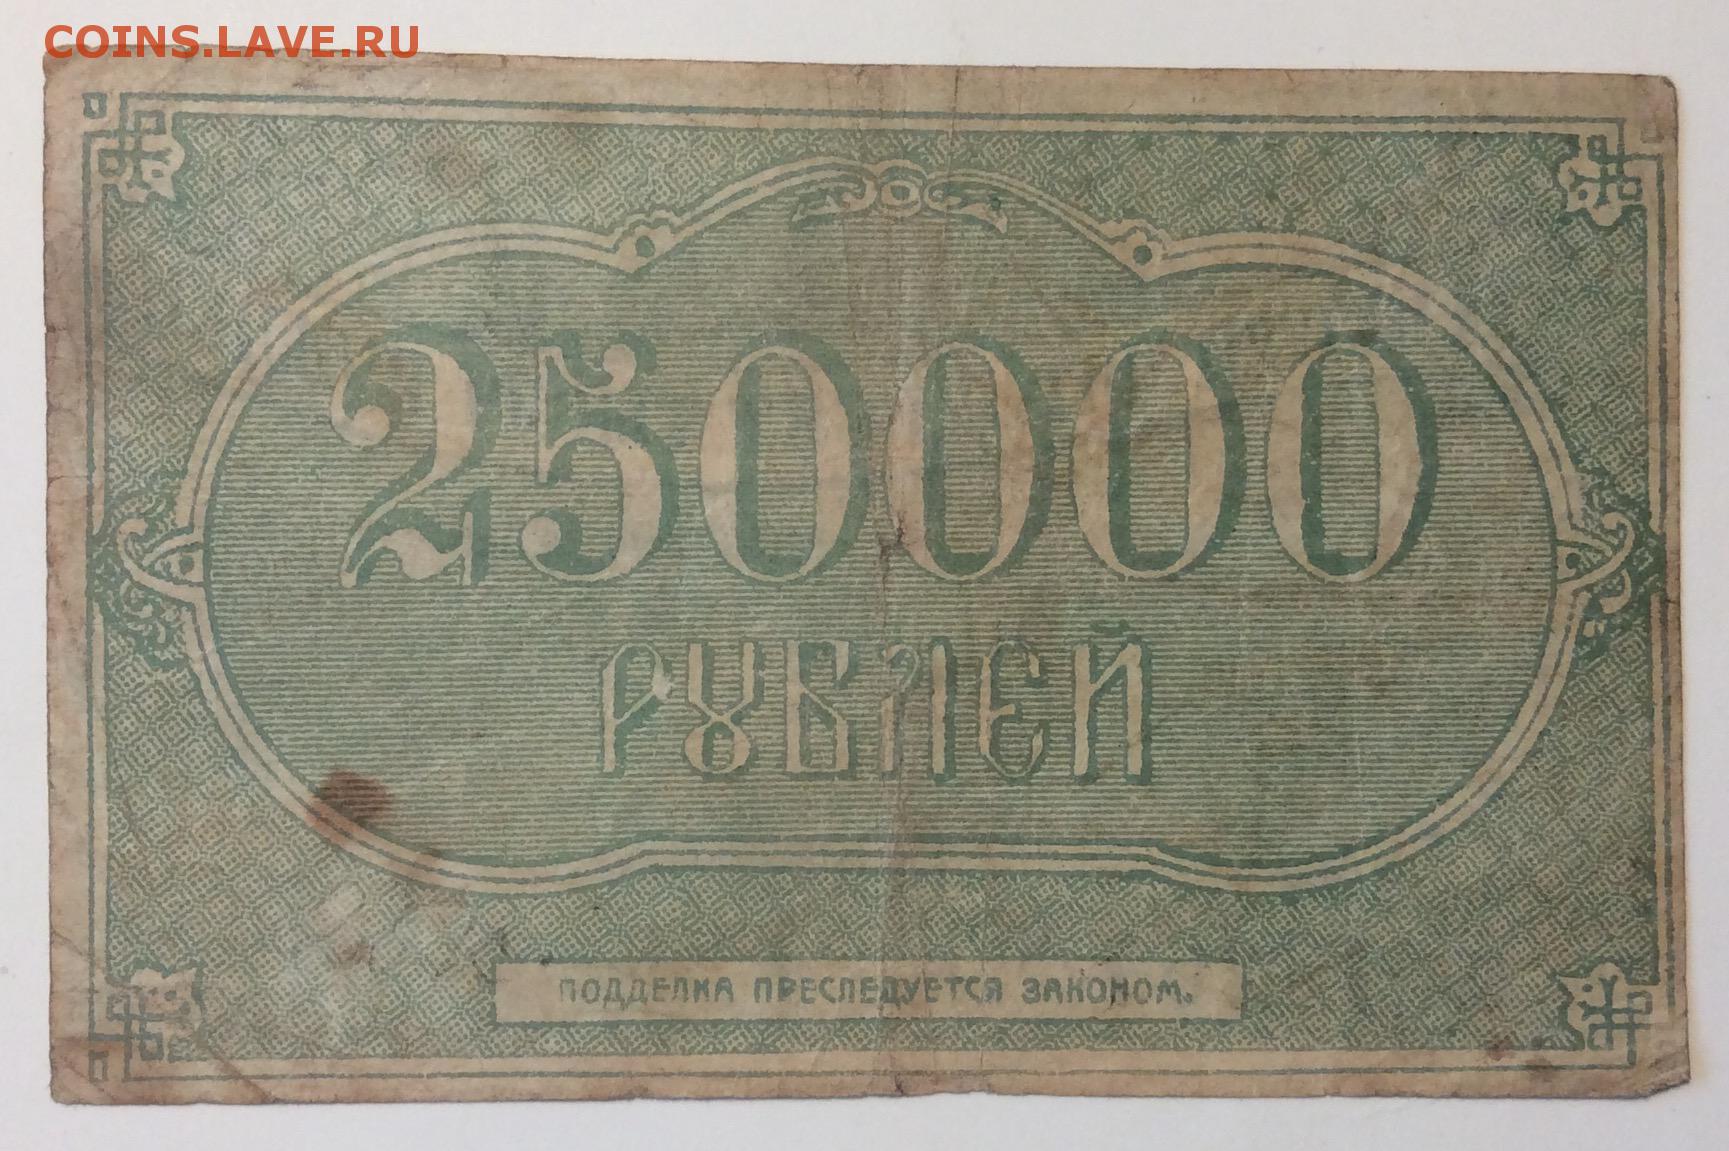 COINS.LAVE.RU
250000
РУБЛЕЙ
ПОДДЕЛКА ПРЕСЛЕДУЕТСЯ ЗАКОНОМ.